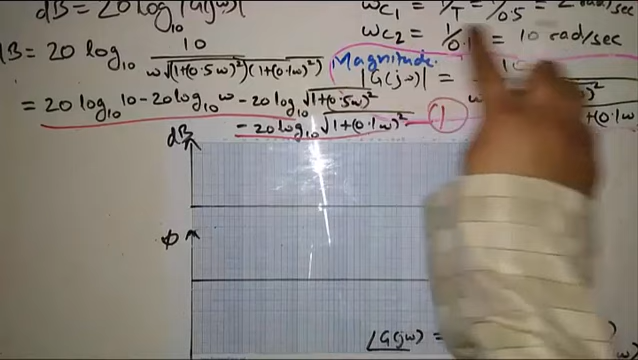 dB = 20 log₁₀ |G(jω)|
ωc₁ = 1/T = 1/0.5 = 2 rad/sec
ωc₂ = 1/0.1 = 10 rad/sec
dB = 20 log₁₀ 10 / ω√(1+(0.5ω)²)(1+(0.1ω)²)
Magnitude
|G(jω)| =
= 20 log₁₀ 10 - 20 log₁₀ ω - 20 log₁₀ √1+(0.5ω)²
- 20 log₁₀ √1+(0.1ω)² — 1
dB
ϕ
∠G(jω) =